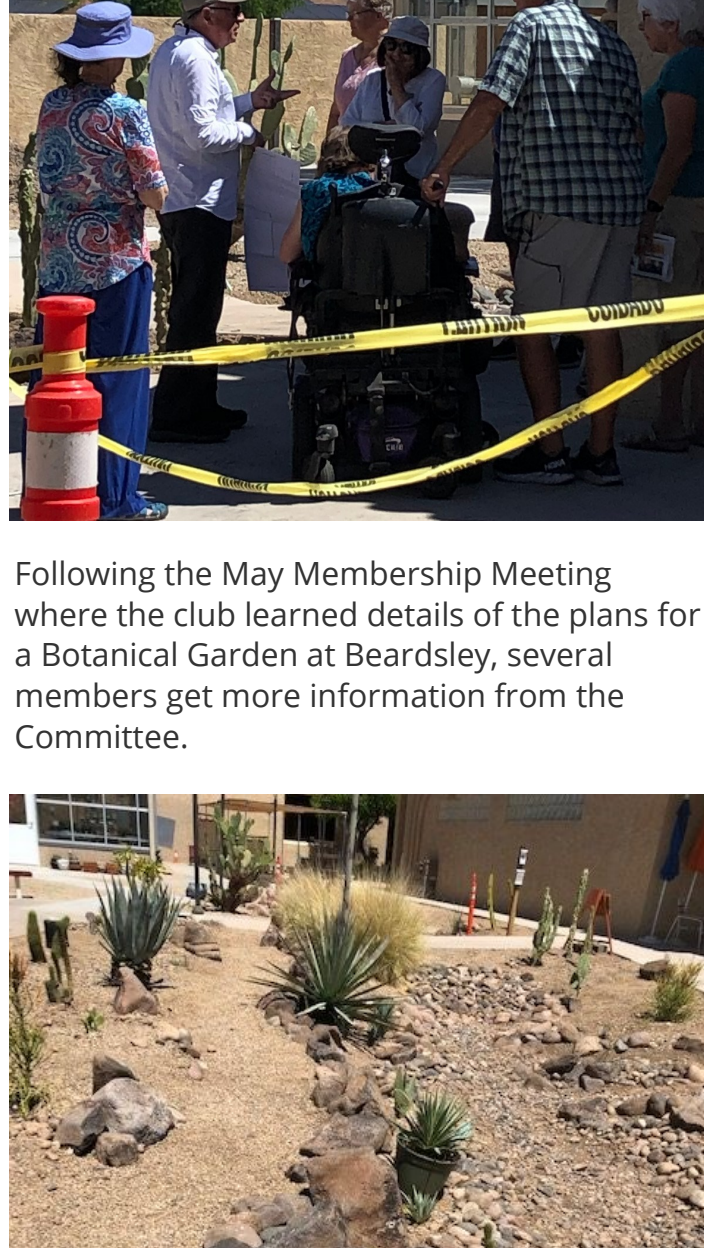 CAUTION CUIDADO
Following the May Membership Meeting
where the club learned details of the plans for
a Botanical Garden at Beardsley, several
members get more information from the
Committee.